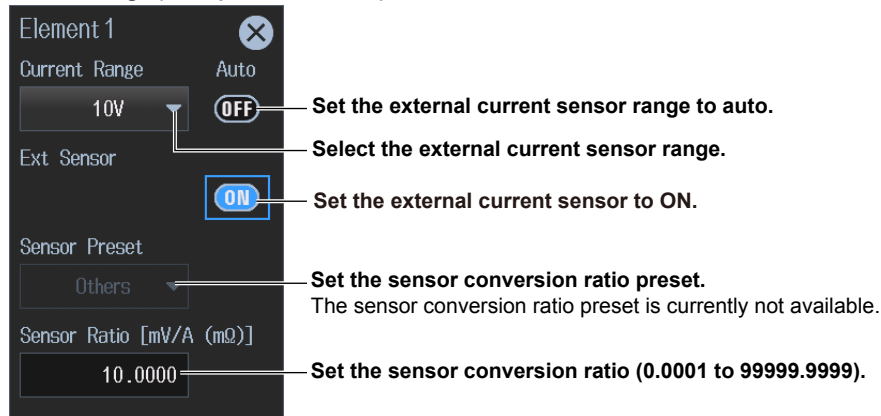 Element 1
Current Range Auto
10V OFF
Set the external current sensor range to auto.
Select the external current sensor range.
Ext Sensor
ON
Set the external current sensor to ON.
Sensor Preset
Others
Set the sensor conversion ratio preset.
The sensor conversion ratio preset is currently not available.
Sensor Ratio [mV/A (mΩ)]
10.0000
Set the sensor conversion ratio (0.0001 to 99999.9999).